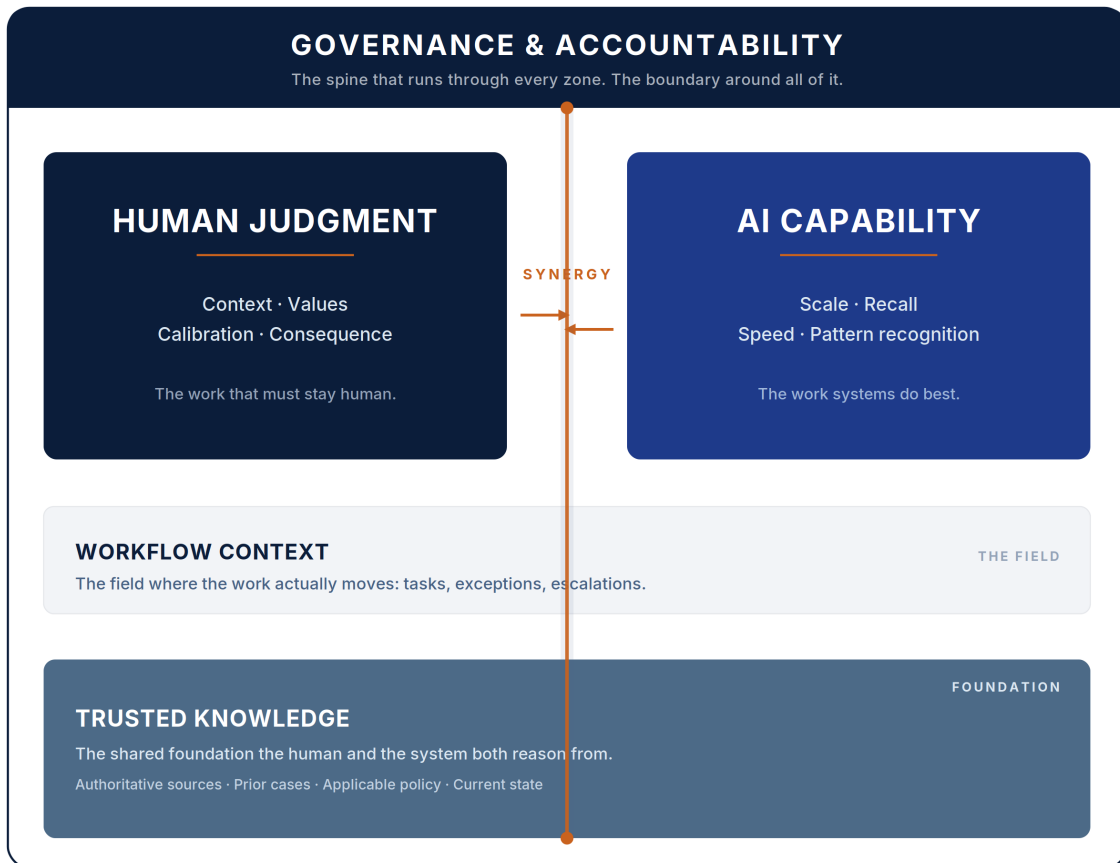 GOVERNANCE & ACCOUNTABILITY
The spine that runs through every zone. The boundary around all of it.
HUMAN JUDGMENT
Context · Values
Calibration · Consequence
The work that must stay human.
SYNERGY
AI CAPABILITY
Scale · Recall
Speed · Pattern recognition
The work systems do best.
WORKFLOW CONTEXT
The field where the work actually moves: tasks, exceptions, escalations.
THE FIELD
FOUNDATION
TRUSTED KNOWLEDGE
The shared foundation the human and the system both reason from.
Authoritative sources · Prior cases · Applicable policy · Current state